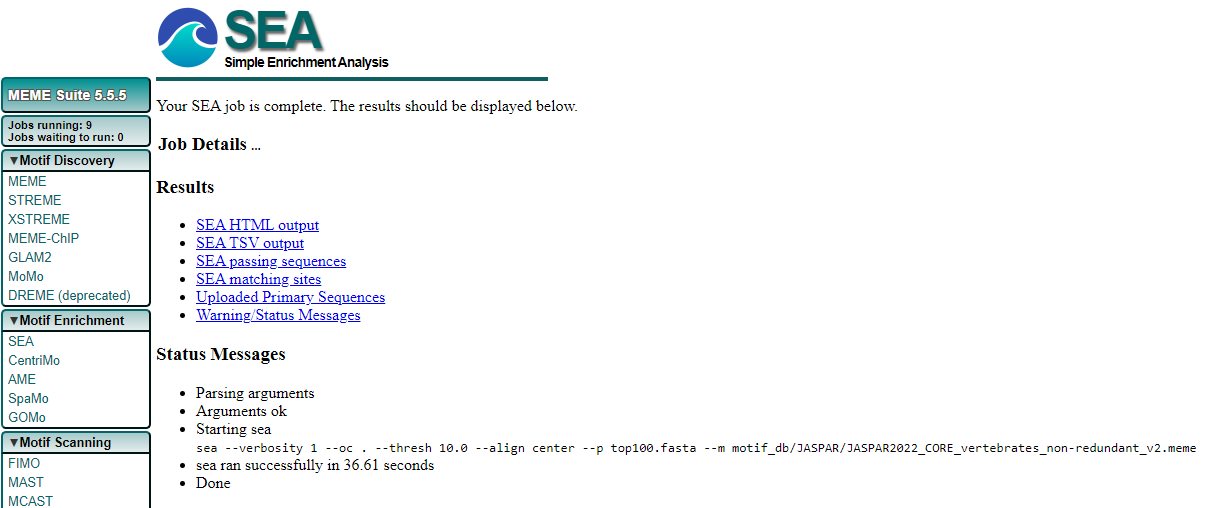 SEA
Simple Enrichment Analysis
MEME Suite 5.5.5
Jobs running: 9
Jobs waiting to run: 0
▼Motif Discovery
MEME
STREME
XSTREME
MEME-ChIP
GLAM2
MoMo
DREME (deprecated)
▼Motif Enrichment
SEA
CentriMo
AME
SpaMo
GOMo
▼Motif Scanning
FIMO
MAST
MCAST
Your SEA job is complete. The results should be displayed below.
Job Details ...
Results
• SEA HTML output
• SEA TSV output
• SEA passing sequences
• SEA matching sites
• Uploaded Primary Sequences
• Warning/Status Messages
Status Messages
• Parsing arguments
• Arguments ok
• Starting sea
sea --verbosity 1 --oc . --thresh 10.0 --align center --p top100.fasta --m motif_db/JASPAR/JASPAR2022_CORE_vertebrates_non-redundant_v2.meme
• sea ran successfully in 36.61 seconds
• Done